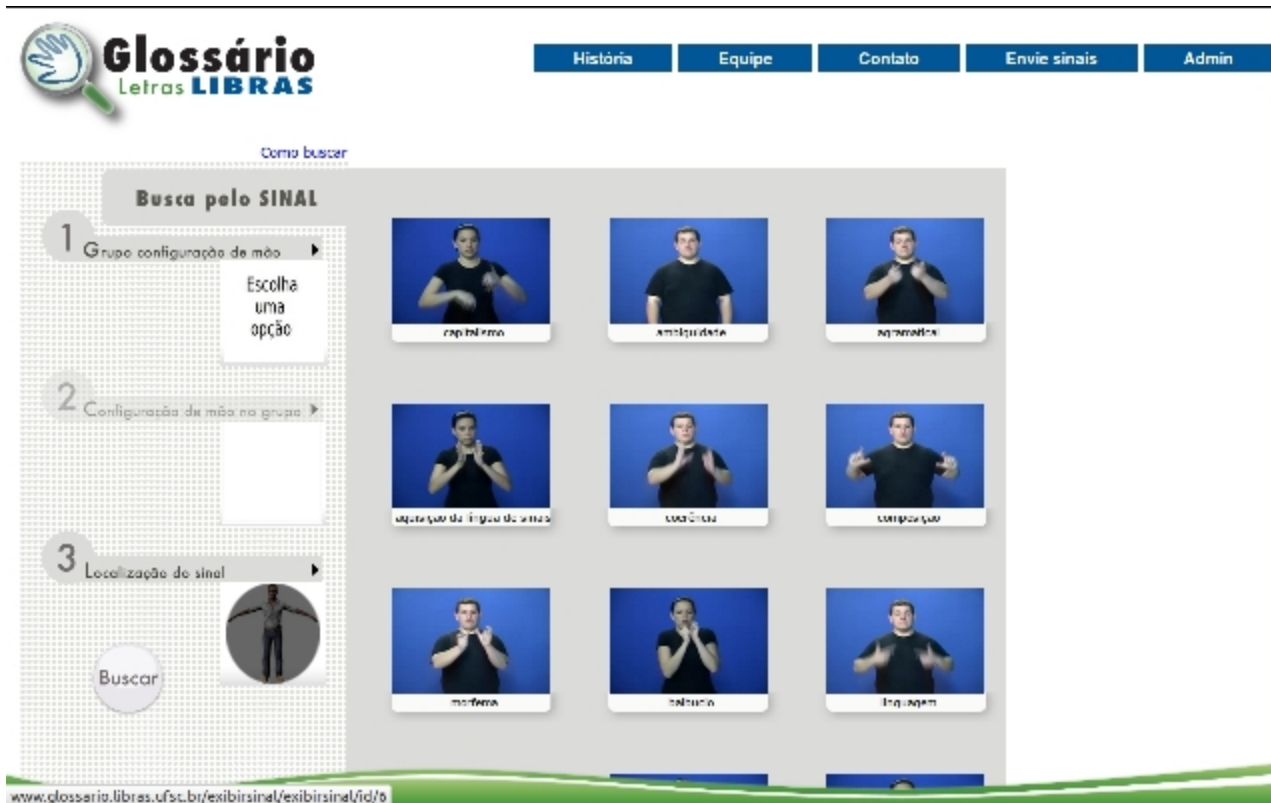 Glossário
Letras LIBRAS
História Equipe Contato Envie sinais Admin
Como buscar
Busca pelo SINAL
1 Grupo configuração de mão
Escolha
uma
opção
2 Configuração de mão no grupo
3 Localização do sinal
Buscar
capitalismo ambiguidade agramatical
aquisição da língua de sinais coerência composição
morfema balbucio linguagem
www.glossario.libras.ufsc.br/exibirsinal/exibirsinal/id/6